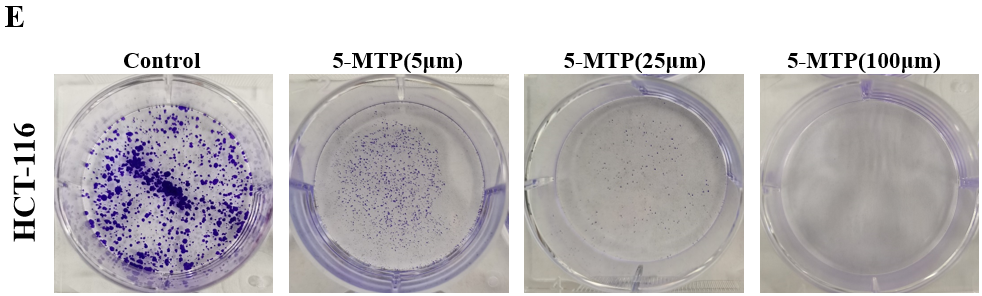 E
Control
5-MTP(5μm)
5-MTP(25μm)
5-MTP(100μm)
HCT-116